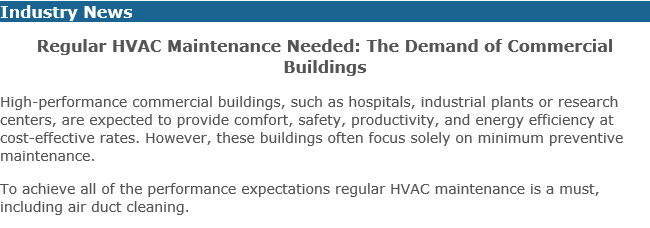 Industry News
Regular HVAC Maintenance Needed: The Demand of Commercial
Buildings
High-performance commercial buildings, such as hospitals, industrial plants or research
centers, are expected to provide comfort, safety, productivity, and energy efficiency at
cost-effective rates. However, these buildings often focus solely on minimum preventive
maintenance.
To achieve all of the performance expectations regular HVAC maintenance is a must,
including air duct cleaning.